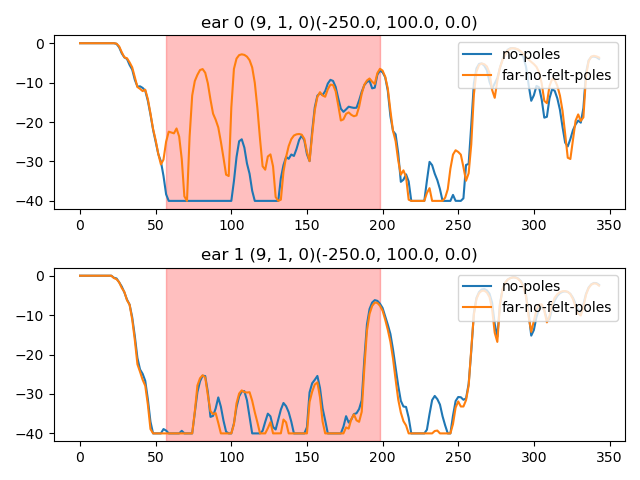 ear 0 (9, 1, 0)(-250.0, 100.0, 0.0)
no-poles
far-no-felt-poles
0
−10
−20
−30
−40
0 50 100 150 200 250 300 350
ear 1 (9, 1, 0)(-250.0, 100.0, 0.0)
no-poles
far-no-felt-poles
0
−10
−20
−30
−40
0 50 100 150 200 250 300 350